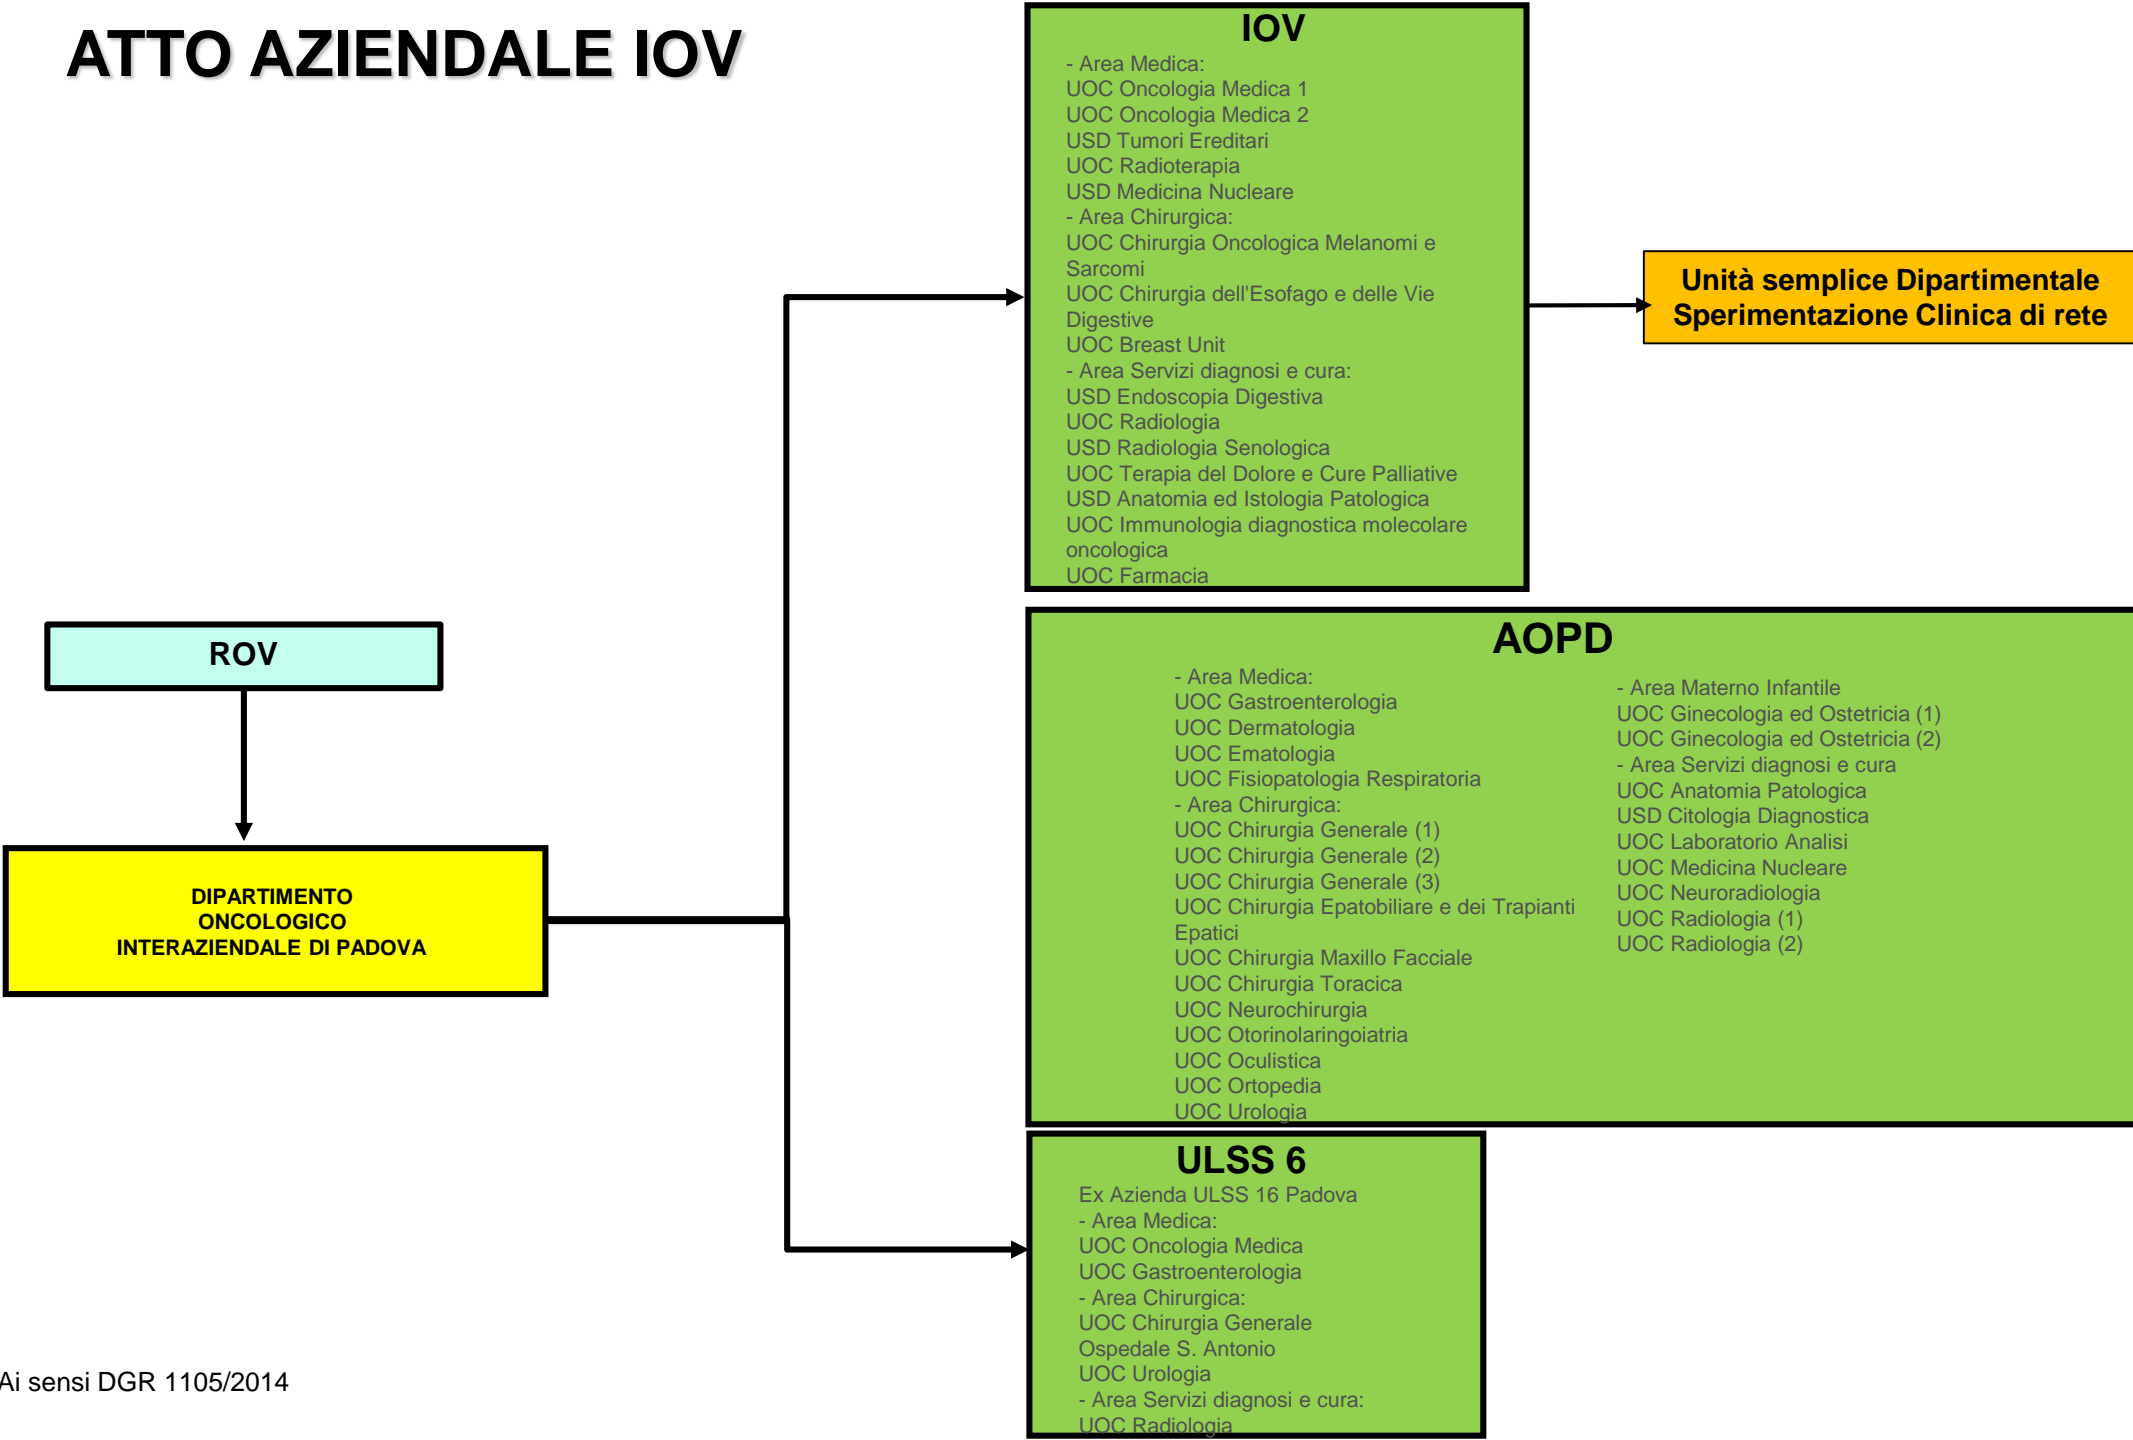 ATTO AZIENDALE IOV
IOV
- Area Medica:
UOC Oncologia Medica 1
UOC Oncologia Medica 2
USD Tumori Ereditari
UOC Radioterapia
USD Medicina Nucleare
- Area Chirurgica:
UOC Chirurgia Oncologica Melanomi e
Sarcomi
UOC Chirurgia dell'Esofago e delle Vie
Digestive
UOC Breast Unit
- Area Servizi diagnosi e cura:
USD Endoscopia Digestiva
UOC Radiologia
USD Radiologia Senologica
UOC Terapia del Dolore e Cure Palliative
USD Anatomia ed Istologia Patologica
UOC Immunologia diagnostica molecolare
oncologica
UOC Farmacia
Unità semplice Dipartimentale
Sperimentazione Clinica di rete
ROV
DIPARTIMENTO
ONCOLOGICO
INTERAZIENDALE DI PADOVA
AOPD
- Area Medica:
UOC Gastroenterologia
UOC Dermatologia
UOC Ematologia
UOC Fisiopatologia Respiratoria
- Area Chirurgica:
UOC Chirurgia Generale (1)
UOC Chirurgia Generale (2)
UOC Chirurgia Generale (3)
UOC Chirurgia Epatobiliare e dei Trapianti
Epatici
UOC Chirurgia Maxillo Facciale
UOC Chirurgia Toracica
UOC Neurochirurgia
UOC Otorinolaringoiatria
UOC Oculistica
UOC Ortopedia
UOC Urologia
- Area Materno Infantile
UOC Ginecologia ed Ostetricia (1)
UOC Ginecologia ed Ostetricia (2)
- Area Servizi diagnosi e cura
UOC Anatomia Patologica
USD Citologia Diagnostica
UOC Laboratorio Analisi
UOC Medicina Nucleare
UOC Neuroradiologia
UOC Radiologia (1)
UOC Radiologia (2)
ULSS 6
Ex Azienda ULSS 16 Padova
- Area Medica:
UOC Oncologia Medica
UOC Gastroenterologia
- Area Chirurgica:
UOC Chirurgia Generale
Ospedale S. Antonio
UOC Urologia
- Area Servizi diagnosi e cura:
UOC Radiologia
Ai sensi DGR 1105/2014